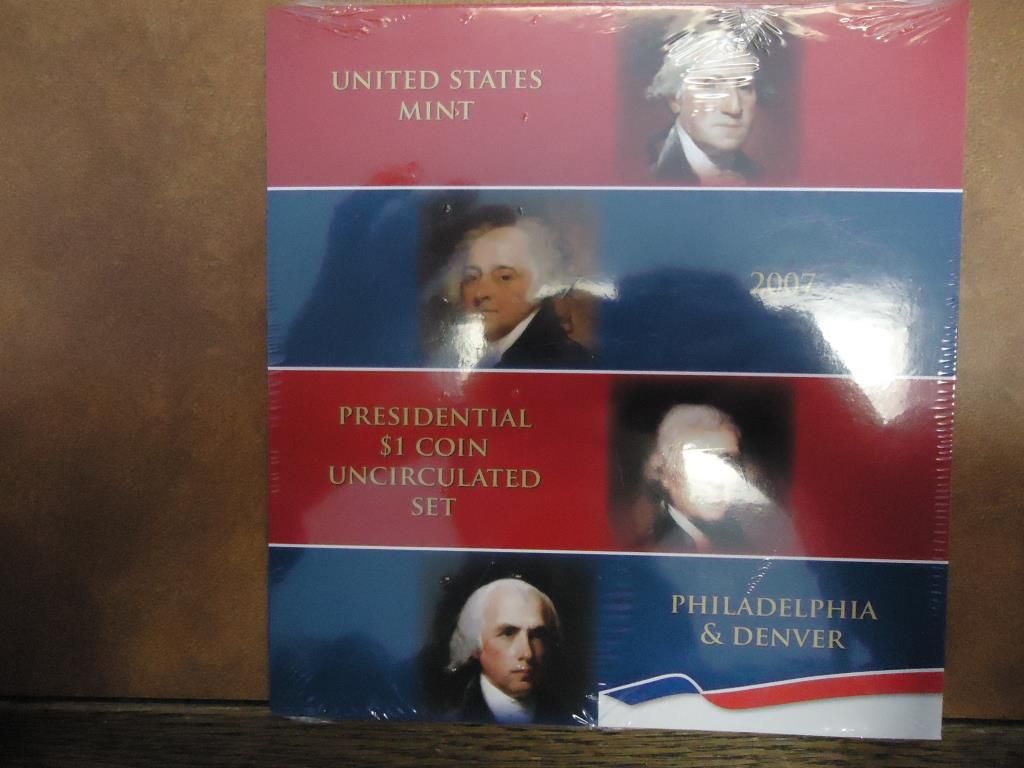 UNITED STATES
MINT
2007
PRESIDENTIAL
$1 COIN
UNCIRCULATED
SET
PHILADELPHIA
& DENVER